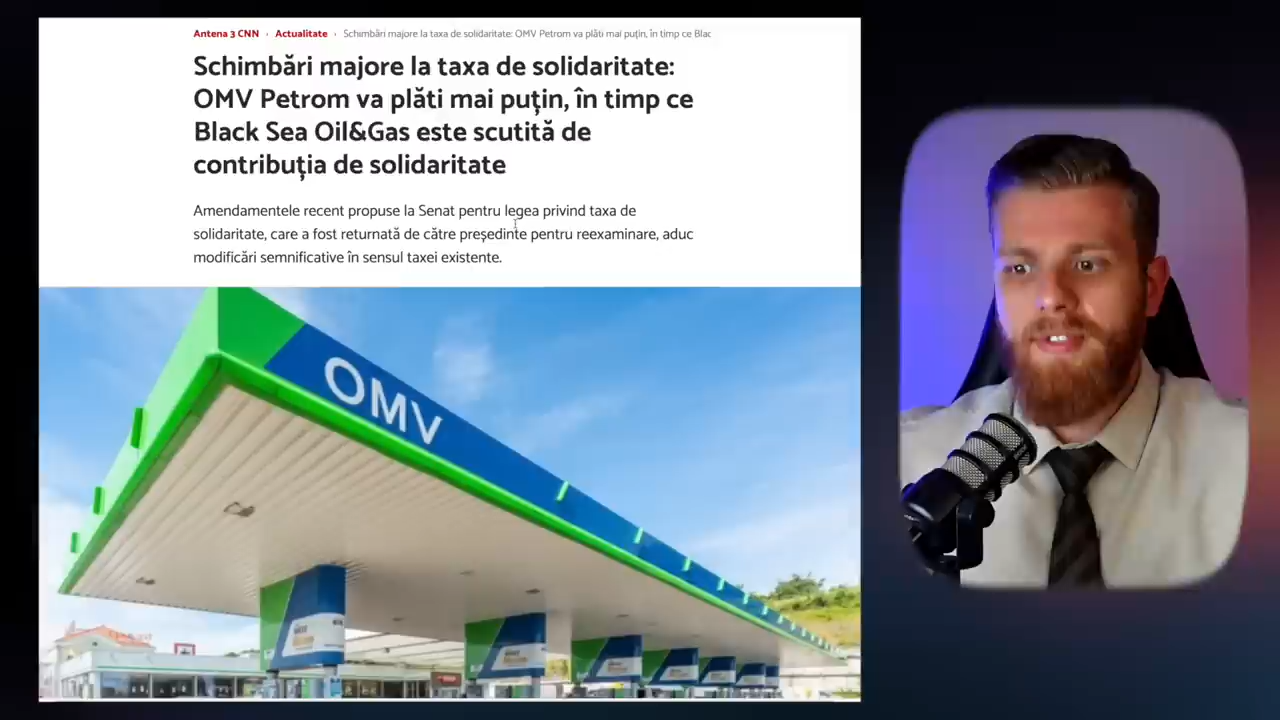 Antena 3 CNN › Actualitate › Schimbări majore la taxa de solidaritate: OMV Petrom va plăti mai puțin, în timp ce Blac
Schimbări majore la taxa de solidaritate:
OMV Petrom va plăti mai puțin, în timp ce
Black Sea Oil&Gas este scutită de
contribuția de solidaritate
Amendamentele recent propuse la Senat pentru legea privind taxa de
solidaritate, care a fost returnată de către președinte pentru reexaminare, aduc
modificări semnificative în sensul taxei existente.
OMV